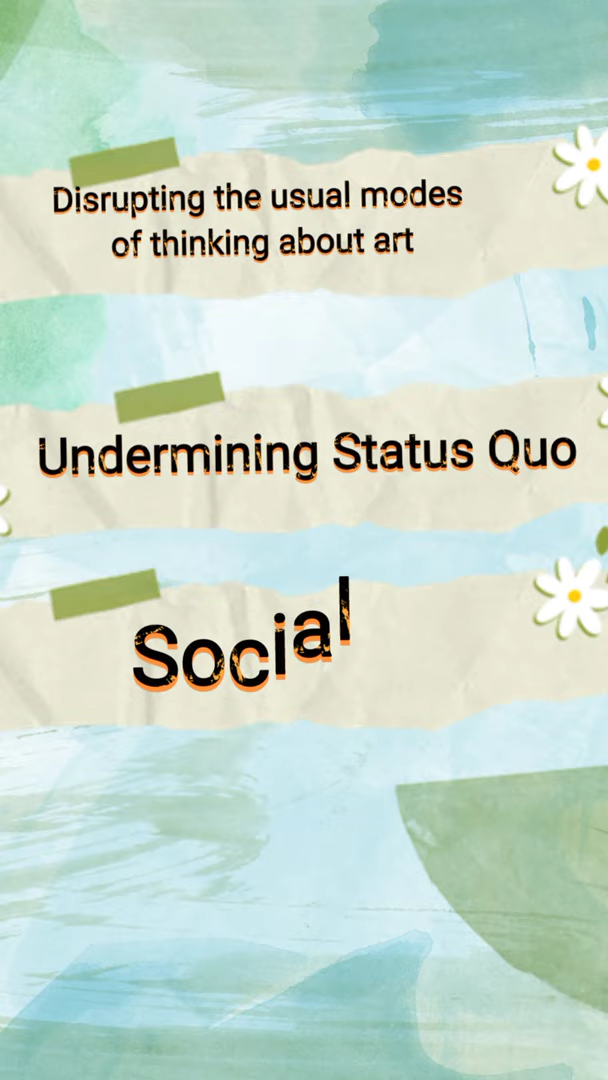 Disrupting the usual modes
of thinking about art
Undermining Status Quo
Social